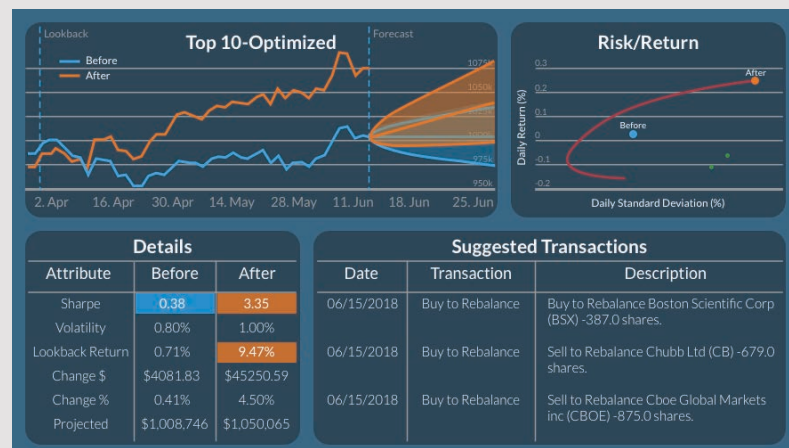 Lookback
Top 10-Optimized
Forecast
Before
After
1075k
1050k
1000k
975k
950k
2. Apr
16. Apr
30. Apr
14. May
28. May
11. Jun
18. Jun
25. Jun
Risk/Return
Daily Return (%)
0.3
0.2
0.1
0
-0.1
-0.2
Before
After
Daily Standard Deviation (%)
Details
Attribute Before After
Sharpe 0.38 3.35
Volatility 0.80% 1.00%
Lookback Return 0.71% 9.47%
Change $ $4081.83 $45250.59
Change % 0.41% 4.50%
Projected $1,008,746 $1,050,065
Suggested Transactions
Date Transaction Description
06/15/2018 Buy to Rebalance Buy to Rebalance Boston Scientific Corp
(BSX) -387.0 shares.
06/15/2018 Buy to Rebalance Sell to Rebalance Chubb Ltd (CB) -679.0
shares.
06/15/2018 Buy to Rebalance Sell to Rebalance Cboe Global Markets
inc (CBOE) -875.0 shares.